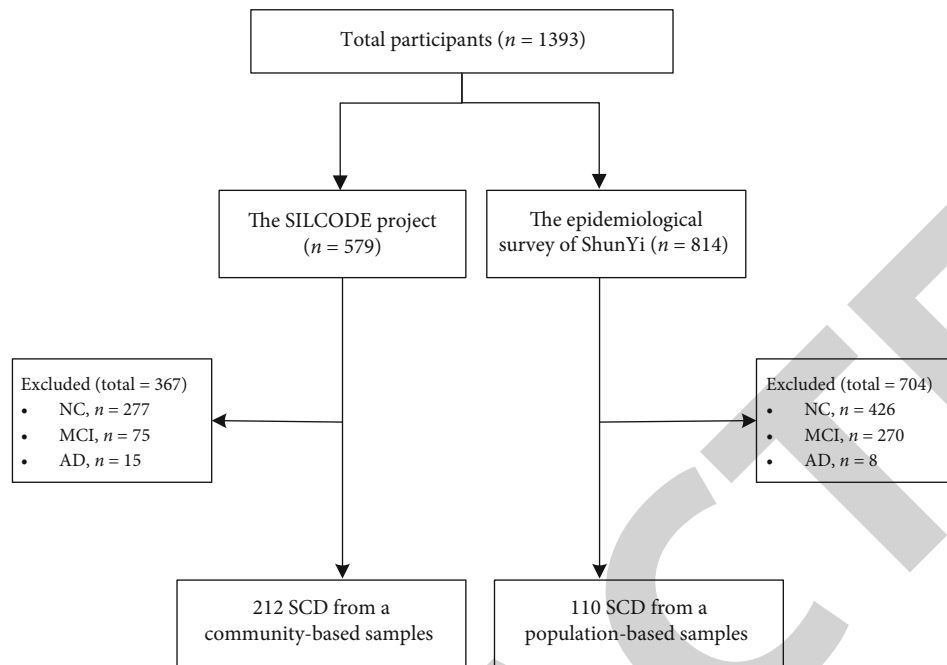 Total participants (n = 1393)
The SILCODE project
(n = 579)
The epidemiological
survey of ShunYi (n = 814)
Excluded (total = 367)
• NC, n = 277
• MCI, n = 75
• AD, n = 15
Excluded (total = 704)
• NC, n = 426
• MCI, n = 270
• AD, n = 8
212 SCD from a
community-based samples
110 SCD from a
population-based samples